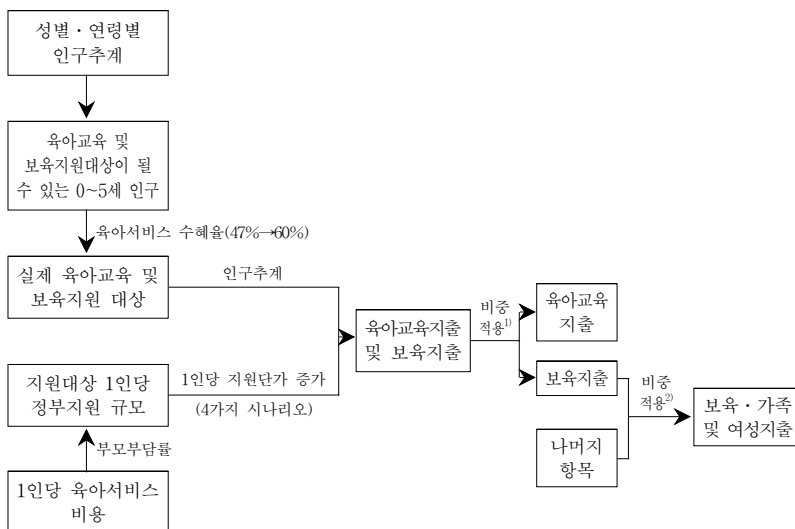 성별·연령별
인구추계
육아교육 및
보육지원대상이 될
수 있는 0~5세 인구
육아서비스 수혜율(47%→60%)
실제 육아교육 및
보육지원 대상
인구추계
지원대상 1인당
정부지원 규모
1인당 지원단가 증가
(4가지 시나리오)
부모부담률
1인당 육아서비스
비용
육아교육지출
및 보육지출
비중
적용1)
육아교육
지출
보육지출
나머지
항목
비중
적용2)
보육·가족
및 여성지출